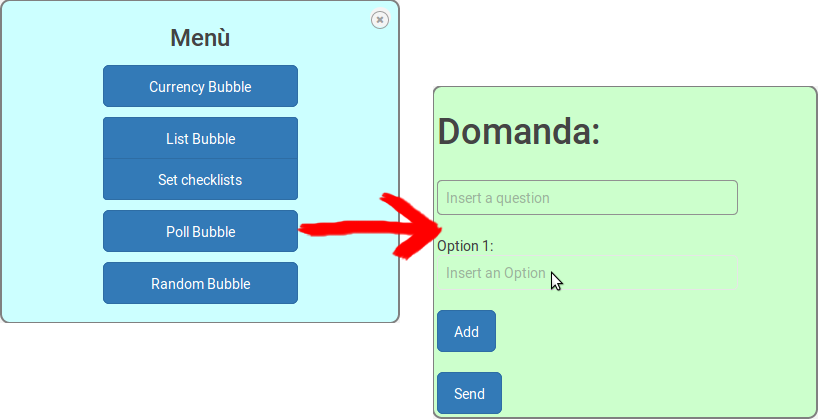 Menù
Currency Bubble
List Bubble
Set checklists
Poll Bubble
Random Bubble
Domanda:
Insert a question
Option 1:
Insert an Option
Add
Send